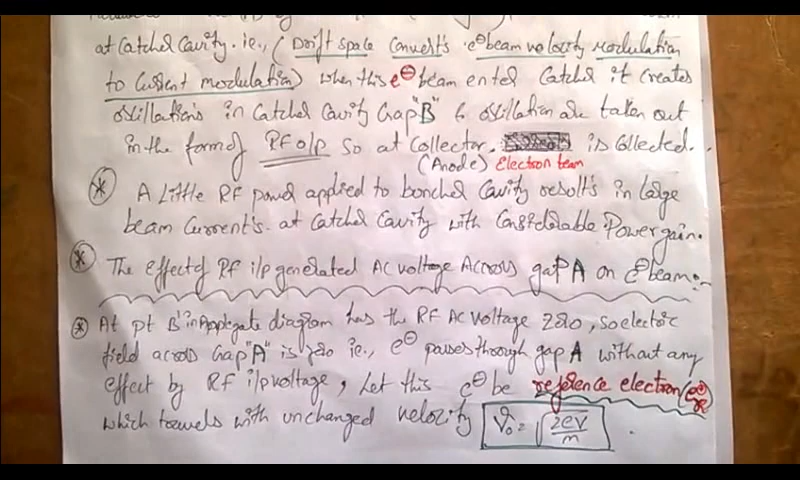 at Catcher Cavity. i.e., (Drift space Converts e⊖beam velocity modulation
to Current modulation) when this e⊖ beam enter Catcher it creates
oscillations in Catcher Cavity Gap "B" & oscillation are taken out
in the form of RF o/p so at Collector. is Collected.
(Anode) Electron beam
* A Little RF power applied to buncher Cavity results in large
beam Currents. at Catcher Cavity with Considerable Power gain.
* The effect of RF i/p generated AC voltage Across gap A on e⊖beam:-
* At pt B' in Applegate diagram has the RF AC voltage zero, so electric
field across Gap "A" is zero i.e., e⊖ passes through gap A without any
effect by RF i/p voltage, Let this e⊖ be reference electron (e⊖R
which travels with unchanged velocity ϑ₀ = √(2eV/m) .